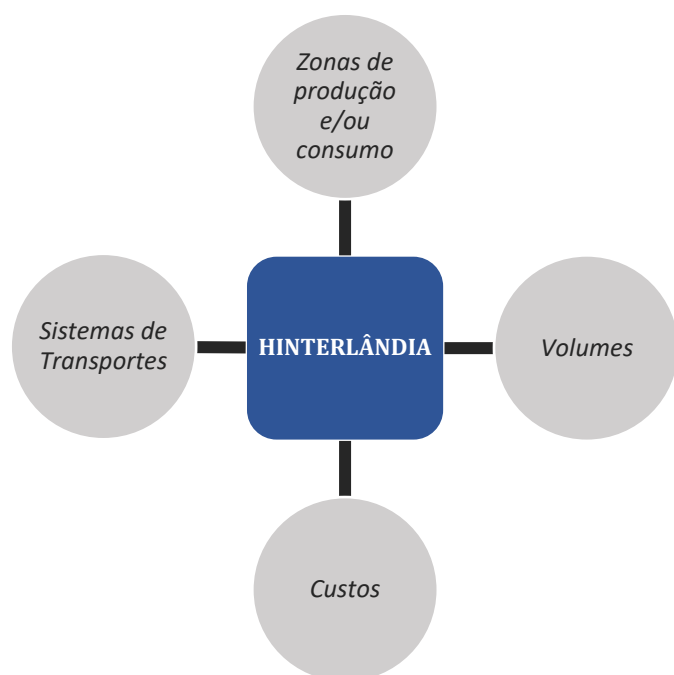 Zonas de
produção
e/ou
consumo
Sistemas de
Transportes
HINTERLÂNDIA
Volumes
Custos